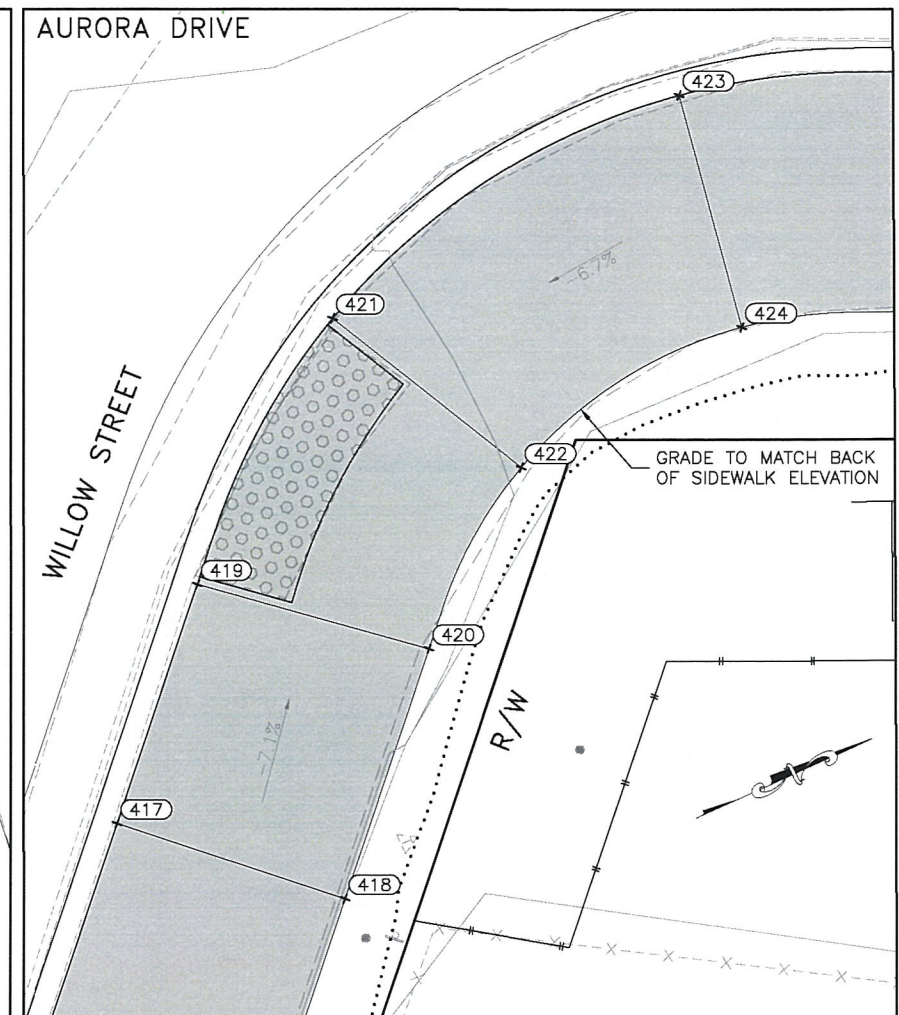 AURORA DRIVE
423
-6.7%
421
424
WILLOW STREET
422
GRADE TO MATCH BACK
OF SIDEWALK ELEVATION
419
420
R/W
-7.1%
417
418